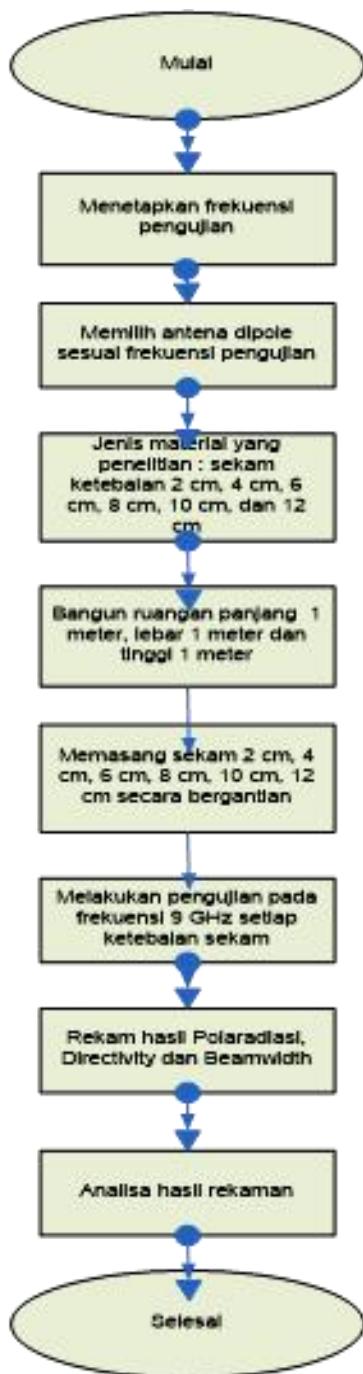 Mulai
Menetapkan frekuensi
pengujian
Memilih antena dipole
sesuai frekuensi pengujian
Jenis material yang
penelitian : sekam
ketebalan 2 cm, 4 cm, 6
cm, 8 cm, 10 cm, dan 12
cm
Bangun ruangan panjang 1
meter, lebar 1 meter dan
tinggi 1 meter
Memasang sekam 2 cm, 4
cm, 6 cm, 8 cm, 10 cm, 12
cm secara bergantian
Melakukan pengujian pada
frekuensi 9 GHz setiap
ketebalan sekam
Rekam hasil Polaradiasi,
Directivity dan Beamwidth
Analisa hasil rekaman
Selesai